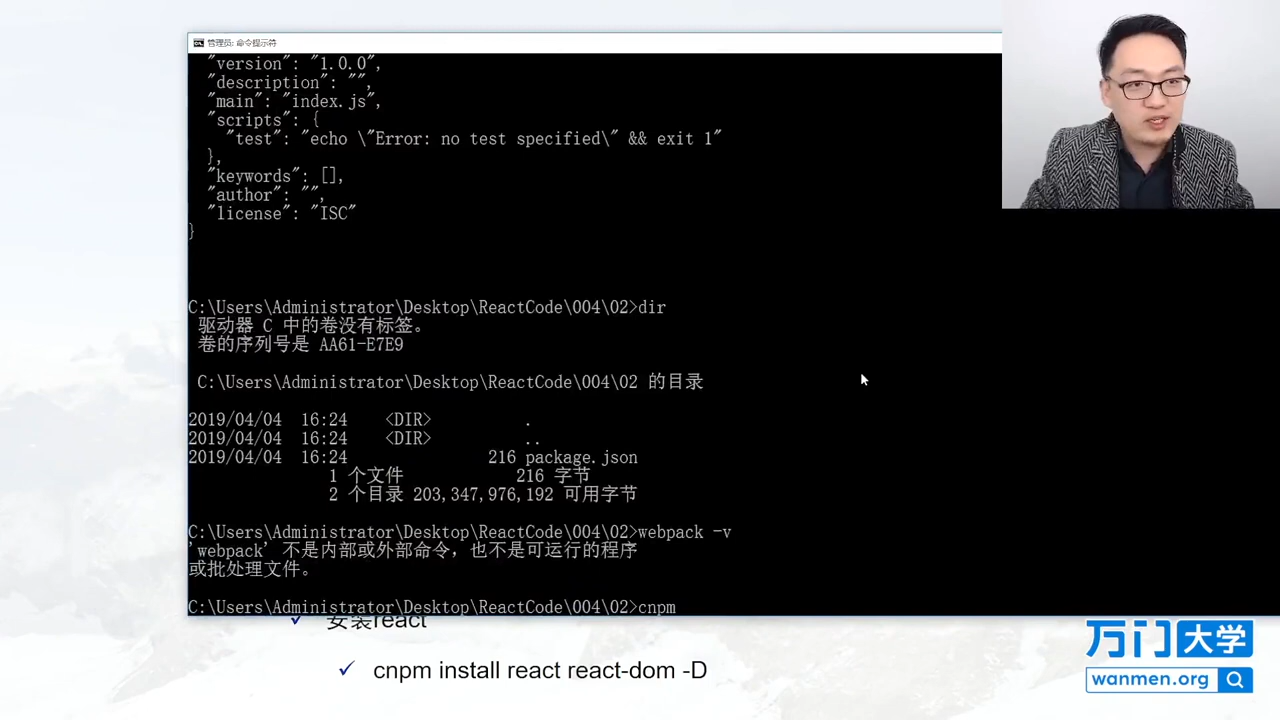 管理员: 命令提示符
"version": "1.0.0",
"description": "",
"main": "index.js",
"scripts": {
"test": "echo \"Error: no test specified\" && exit 1"
},
"keywords": [],
"author": "",
"license": "ISC"
}
C:\Users\Administrator\Desktop\ReactCode\004\02>dir
驱动器 C 中的卷没有标签。
卷的序列号是 AA61-E7E9
C:\Users\Administrator\Desktop\ReactCode\004\02 的目录
2019/04/04 16:24 <DIR> .
2019/04/04 16:24 <DIR> ..
2019/04/04 16:24 216 package.json
1 个文件 216 字节
2 个目录 203,347,976,192 可用字节
C:\Users\Administrator\Desktop\ReactCode\004\02>webpack -v
'webpack' 不是内部或外部命令，也不是可运行的程序
或批处理文件。
C:\Users\Administrator\Desktop\ReactCode\004\02>cnpm
安装react
cnpm install react react-dom -D
万门大学
wanmen.org